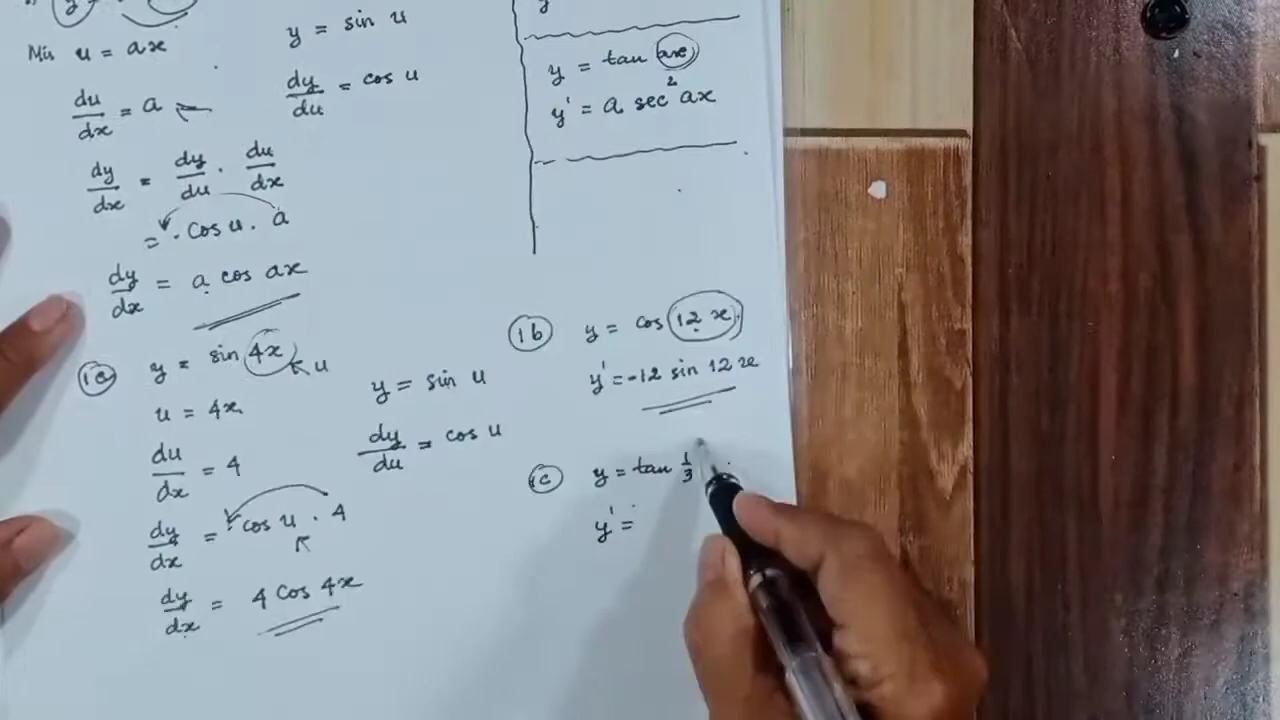 Mis u = ax
y = sin u
du/dx = a
dy/du = cos u
dy/dx = dy/du · du/dx
= · cos u · a
dy/dx = a cos ax
y
y = tan ax
y' = a sec² ax
1a y = sin 4x u
u = 4x
y = sin u
du/dx = 4
dy/du = cos u
dy/dx = · cos u · 4
dy/dx = 4 cos 4x
1b y = cos 12x
y' = -12 sin 12x
1c y = tan 1/3
y' =